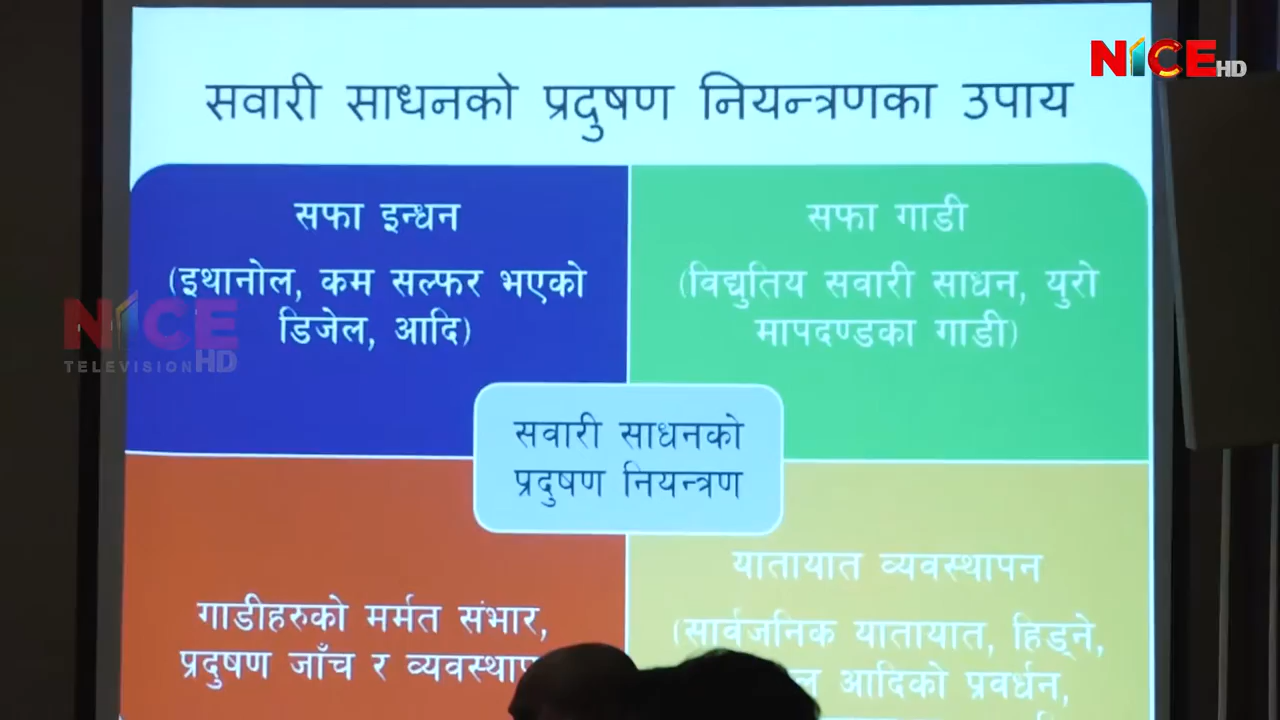 NICE HD
सवारी साधनको प्रदुषण नियन्त्रणका उपाय
सफा इन्धन
(इथानोल, कम सल्फर भएको
डिजेल, आदि)
सफा गाडी
(विद्युतिय सवारी साधन, युरो
मापदण्डका गाडी)
NICE
TELEVISION HD
सवारी साधनको
प्रदुषण नियन्त्रण
गाडीहरुको मर्मत संभार,
प्रदुषण जाँच र
यातायात व्यवस्थापन
(सार्वजनिक यातायात, हिड्ने,
आदिको प्रवर्धन,